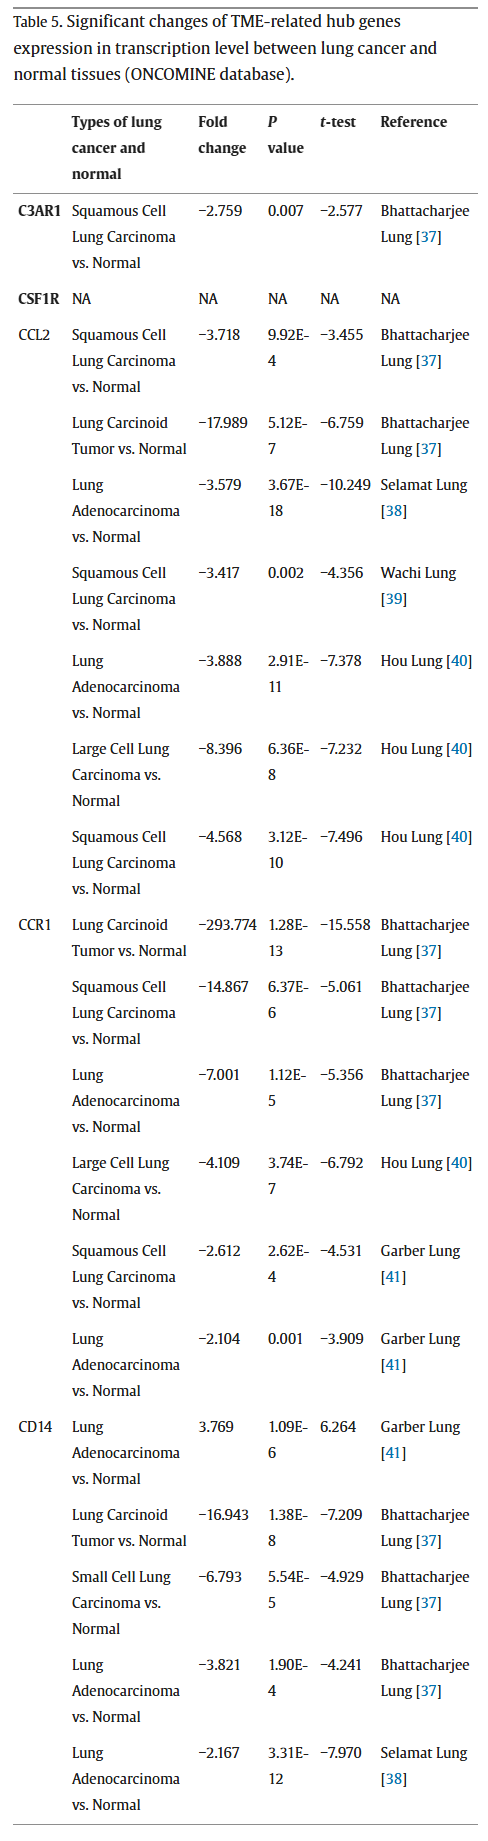 Table 5. Significant changes of TME-related hub genes
expression in transcription level between lung cancer and
normal tissues (ONCOMINE database).
Types of lung Fold P t-test Reference
cancer and change value
normal
C3AR1 Squamous Cell −2.759 0.007 −2.577 Bhattacharjee
Lung Carcinoma Lung [37]
vs. Normal
CSF1R NA NA NA NA NA
CCL2 Squamous Cell −3.718 9.92E- −3.455 Bhattacharjee
Lung Carcinoma 4 Lung [37]
vs. Normal
Lung Carcinoid −17.989 5.12E- −6.759 Bhattacharjee
Tumor vs. Normal 7 Lung [37]
Lung −3.579 3.67E- −10.249 Selamat Lung
Adenocarcinoma 18 [38]
vs. Normal
Squamous Cell −3.417 0.002 −4.356 Wachi Lung
Lung Carcinoma [39]
vs. Normal
Lung −3.888 2.91E- −7.378 Hou Lung [40]
Adenocarcinoma 11
vs. Normal
Large Cell Lung −8.396 6.36E- −7.232 Hou Lung [40]
Carcinoma vs. 8
Normal
Squamous Cell −4.568 3.12E- −7.496 Hou Lung [40]
Lung Carcinoma 10
vs. Normal
CCR1 Lung Carcinoid −293.774 1.28E- −15.558 Bhattacharjee
Tumor vs. Normal 13 Lung [37]
Squamous Cell −14.867 6.37E- −5.061 Bhattacharjee
Lung Carcinoma 6 Lung [37]
vs. Normal
Lung −7.001 1.12E- −5.356 Bhattacharjee
Adenocarcinoma 5 Lung [37]
vs. Normal
Large Cell Lung −4.109 3.74E- −6.792 Hou Lung [40]
Carcinoma vs. 7
Normal
Squamous Cell −2.612 2.62E- −4.531 Garber Lung
Lung Carcinoma 4 [41]
vs. Normal
Lung −2.104 0.001 −3.909 Garber Lung
Adenocarcinoma [41]
vs. Normal
CD14 Lung 3.769 1.09E- 6.264 Garber Lung
Adenocarcinoma 6 [41]
vs. Normal
Lung Carcinoid −16.943 1.38E- −7.209 Bhattacharjee
Tumor vs. Normal 8 Lung [37]
Small Cell Lung −6.793 5.54E- −4.929 Bhattacharjee
Carcinoma vs. 5 Lung [37]
Normal
Lung −3.821 1.90E- −4.241 Bhattacharjee
Adenocarcinoma 4 Lung [37]
vs. Normal
Lung −2.167 3.31E- −7.970 Selamat Lung
Adenocarcinoma 12 [38]
vs. Normal